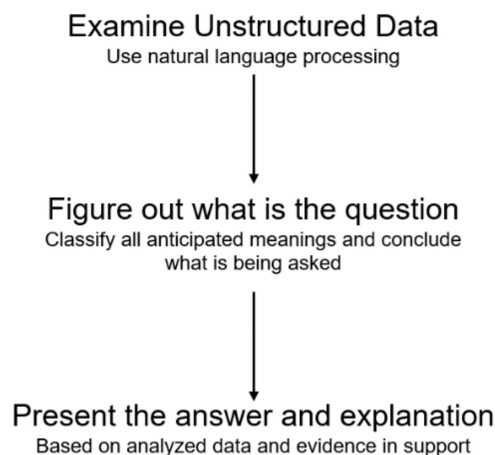 Examine Unstructured Data
Use natural language processing
Figure out what is the question
Classify all anticipated meanings and conclude
what is being asked
Present the answer and explanation
Based on analyzed data and evidence in support